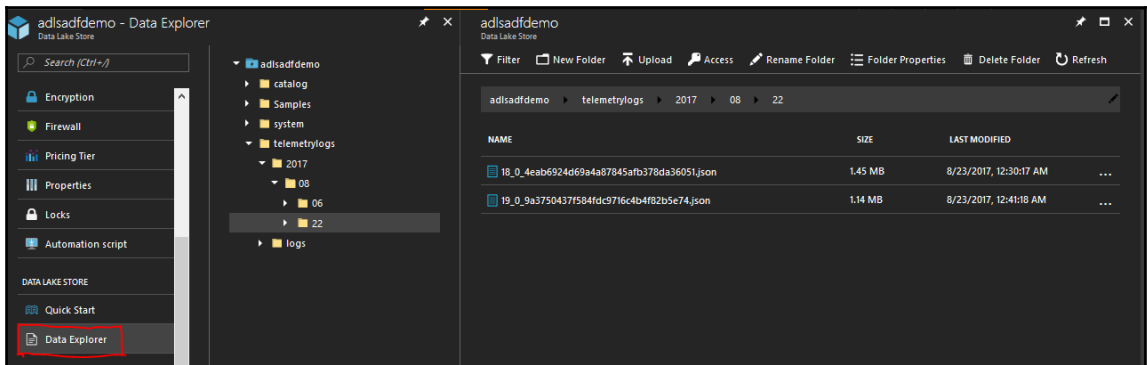 adlsadfdemo - Data Explorer
Data Lake Store
Search (Ctrl+/)
Encryption
Firewall
Pricing Tier
Properties
Locks
Automation script
DATA LAKE STORE
Quick Start
Data Explorer
adlsadfdemo
catalog
Samples
system
telemetrylogs
2017
08
06
22
logs
adlsadfdemo
Data Lake Store
Filter New Folder Upload Access Rename Folder Folder Properties Delete Folder Refresh
adlsadfdemo telemetrylogs 2017 08 22
NAME SIZE LAST MODIFIED
18_0_4eab6924d69a4a87845afb378da36051.json 1.45 MB 8/23/2017, 12:30:17 AM ...
19_0_9a3750437f584fdc9716c4b4f82b5e74.json 1.14 MB 8/23/2017, 12:41:18 AM ...